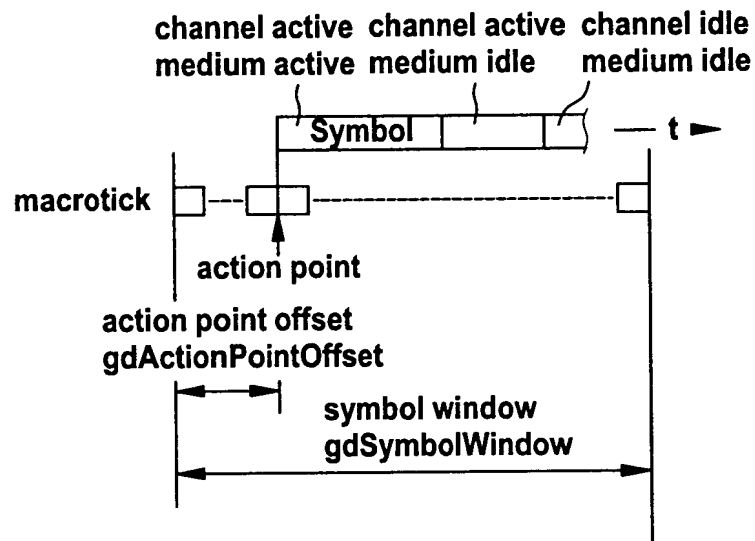 channel active channel active channel idle
medium active medium idle medium idle
Symbol
t
macrotick
action point
action point offset
gdActionPointOffset
symbol window
gdSymbolWindow